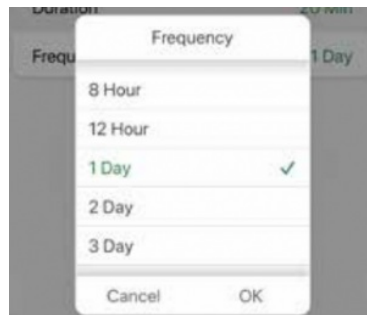 Duration 20 Min
Frequency
Frequ 1 Day
8 Hour
12 Hour
1 Day
2 Day
3 Day
Cancel OK